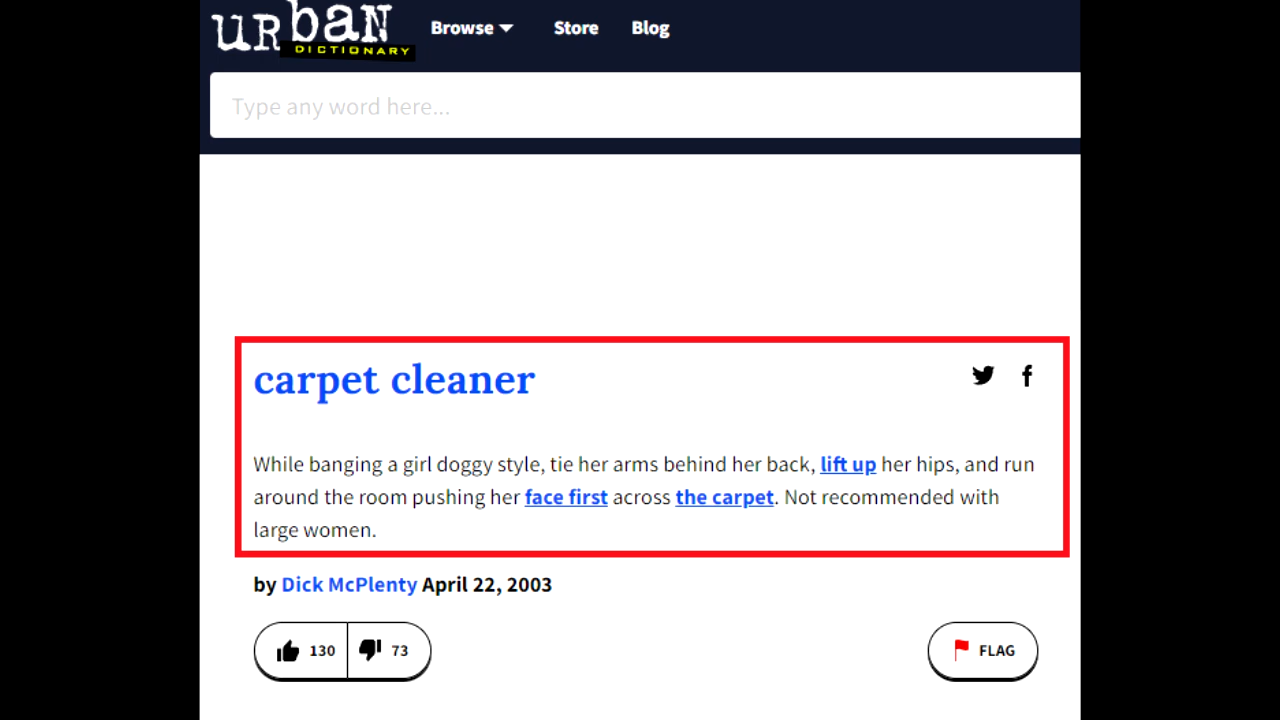 urban
DICTIONARY
Browse Store Blog
Type any word here...
carpet cleaner
While banging a girl doggy style, tie her arms behind her back, lift up her hips, and run
around the room pushing her face first across the carpet. Not recommended with
large women.
by Dick McPlenty April 22, 2003
130 73 FLAG